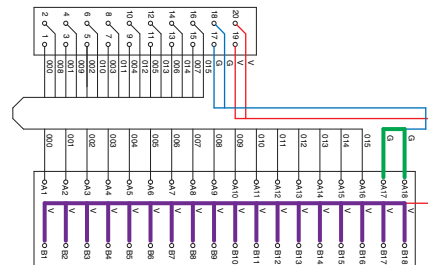 2 4 6 8 10 12 14 16 18 20
1 3 5 7 9 11 13 15 17 19
000 008 001 009 002 010 003 011 004 012 005 013 006 014 007 015 G G V V
000 001 002 003 004 005 006 007 008 009 010 011 012 013 014 015 G G
A1 A2 A3 A4 A5 A6 A7 A8 A9 A10 A11 A12 A13 A14 A15 A16 A17 A18
V V V V V V V V V V V V V V V V V V
B1 B2 B3 B4 B5 B6 B7 B8 B9 B10 B11 B12 B13 B14 B15 B16 B17 B18